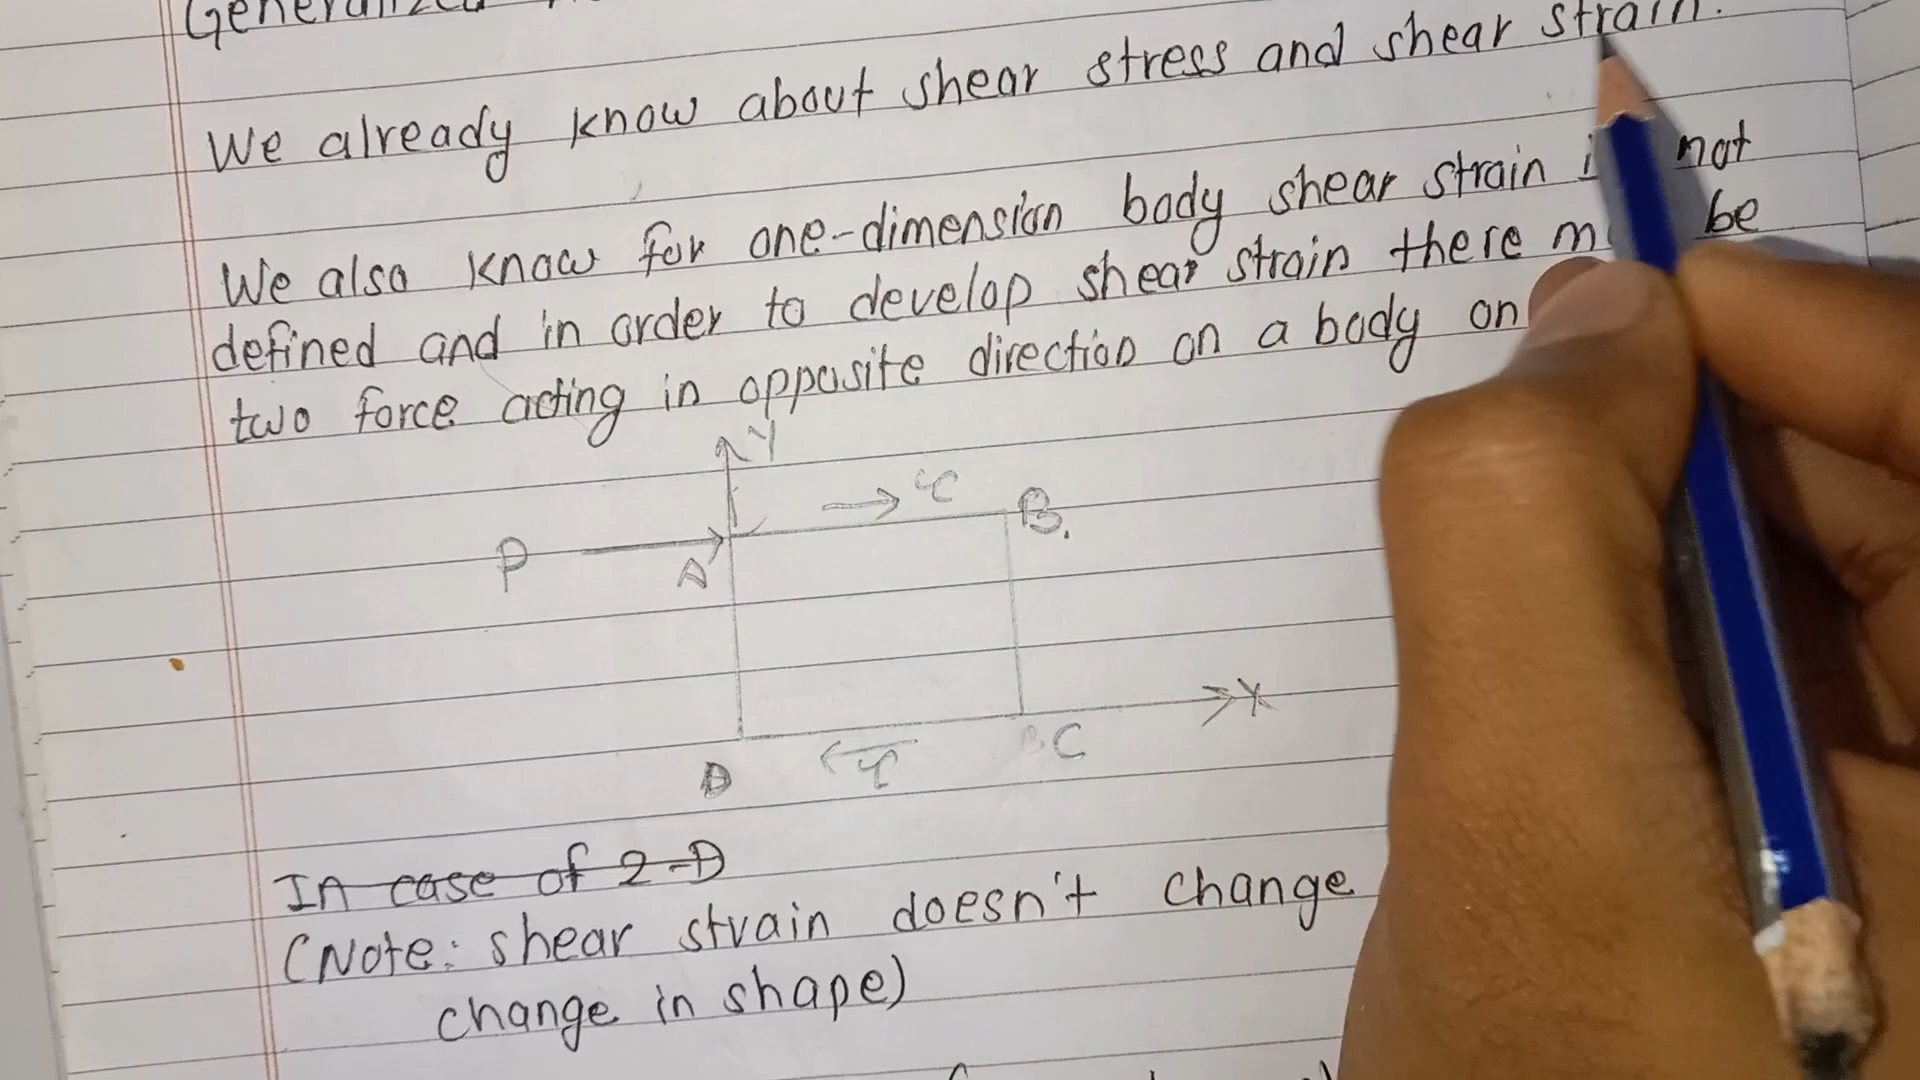 Generalized
We already know about shear stress and shear strain.
We also know for one-dimension body shear strain not
defined and in order to develop shear strain there be
two force acting in opposite direction on a body on
Y
τ
B.
P
A
X
D
τ
C
In case of 2-D
(Note: shear strain doesn't change
change in shape)